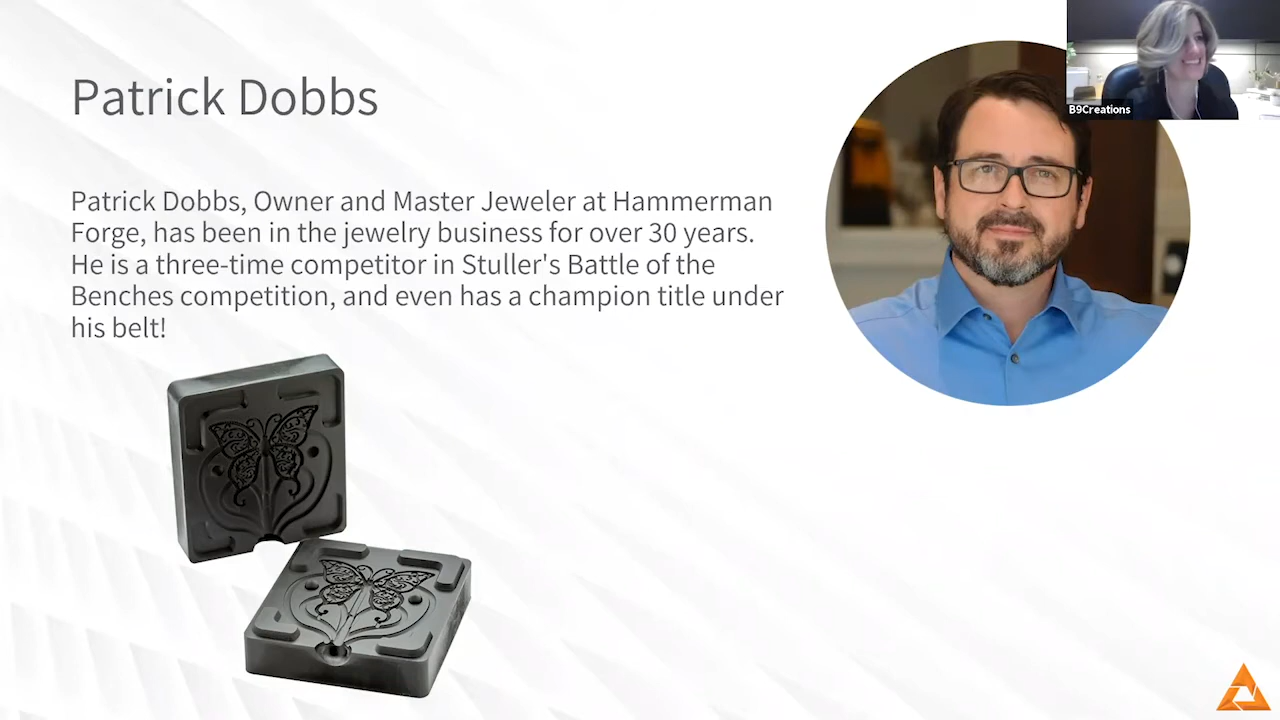 Patrick Dobbs
Patrick Dobbs, Owner and Master Jeweler at Hammerman
Forge, has been in the jewelry business for over 30 years.
He is a three-time competitor in Stuller's Battle of the
Benches competition, and even has a champion title under
his belt!
B9Creations